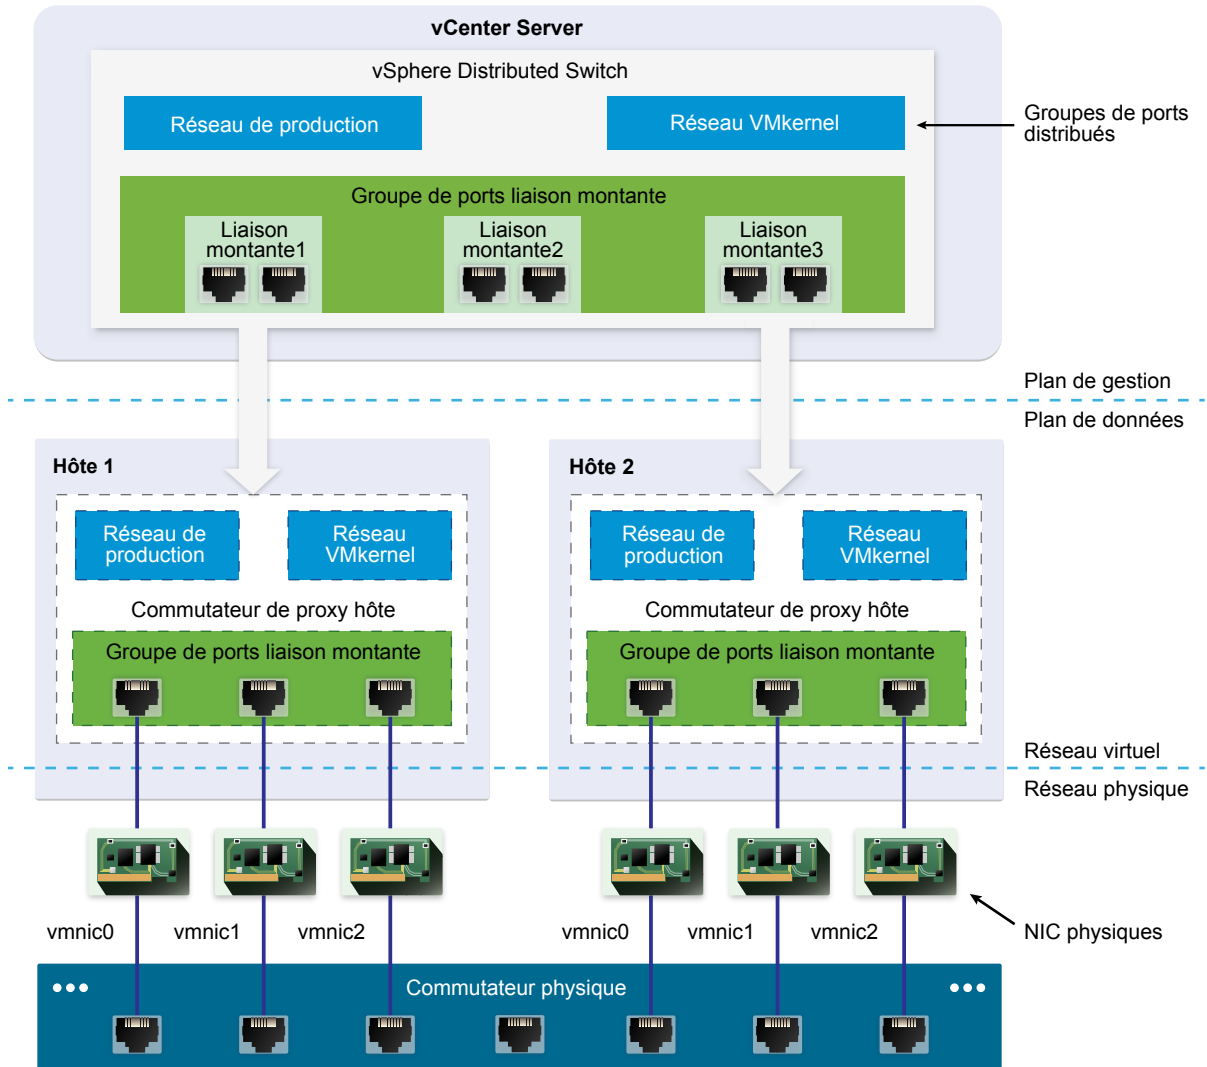 vCenter Server
vSphere Distributed Switch
Réseau de production
Réseau VMkernel
Groupes de ports
distribués
Groupe de ports liaison montante
Liaison
montante1
Liaison
montante2
Liaison
montante3
Plan de gestion
Plan de données
Hôte 1
Réseau de
production
Réseau
VMkernel
Commutateur de proxy hôte
Groupe de ports liaison montante
Hôte 2
Réseau de
production
Réseau
VMkernel
Commutateur de proxy hôte
Groupe de ports liaison montante
Réseau virtuel
Réseau physique
vmnic0
vmnic1
vmnic2
vmnic0
vmnic1
vmnic2
NIC physiques
Commutateur physique